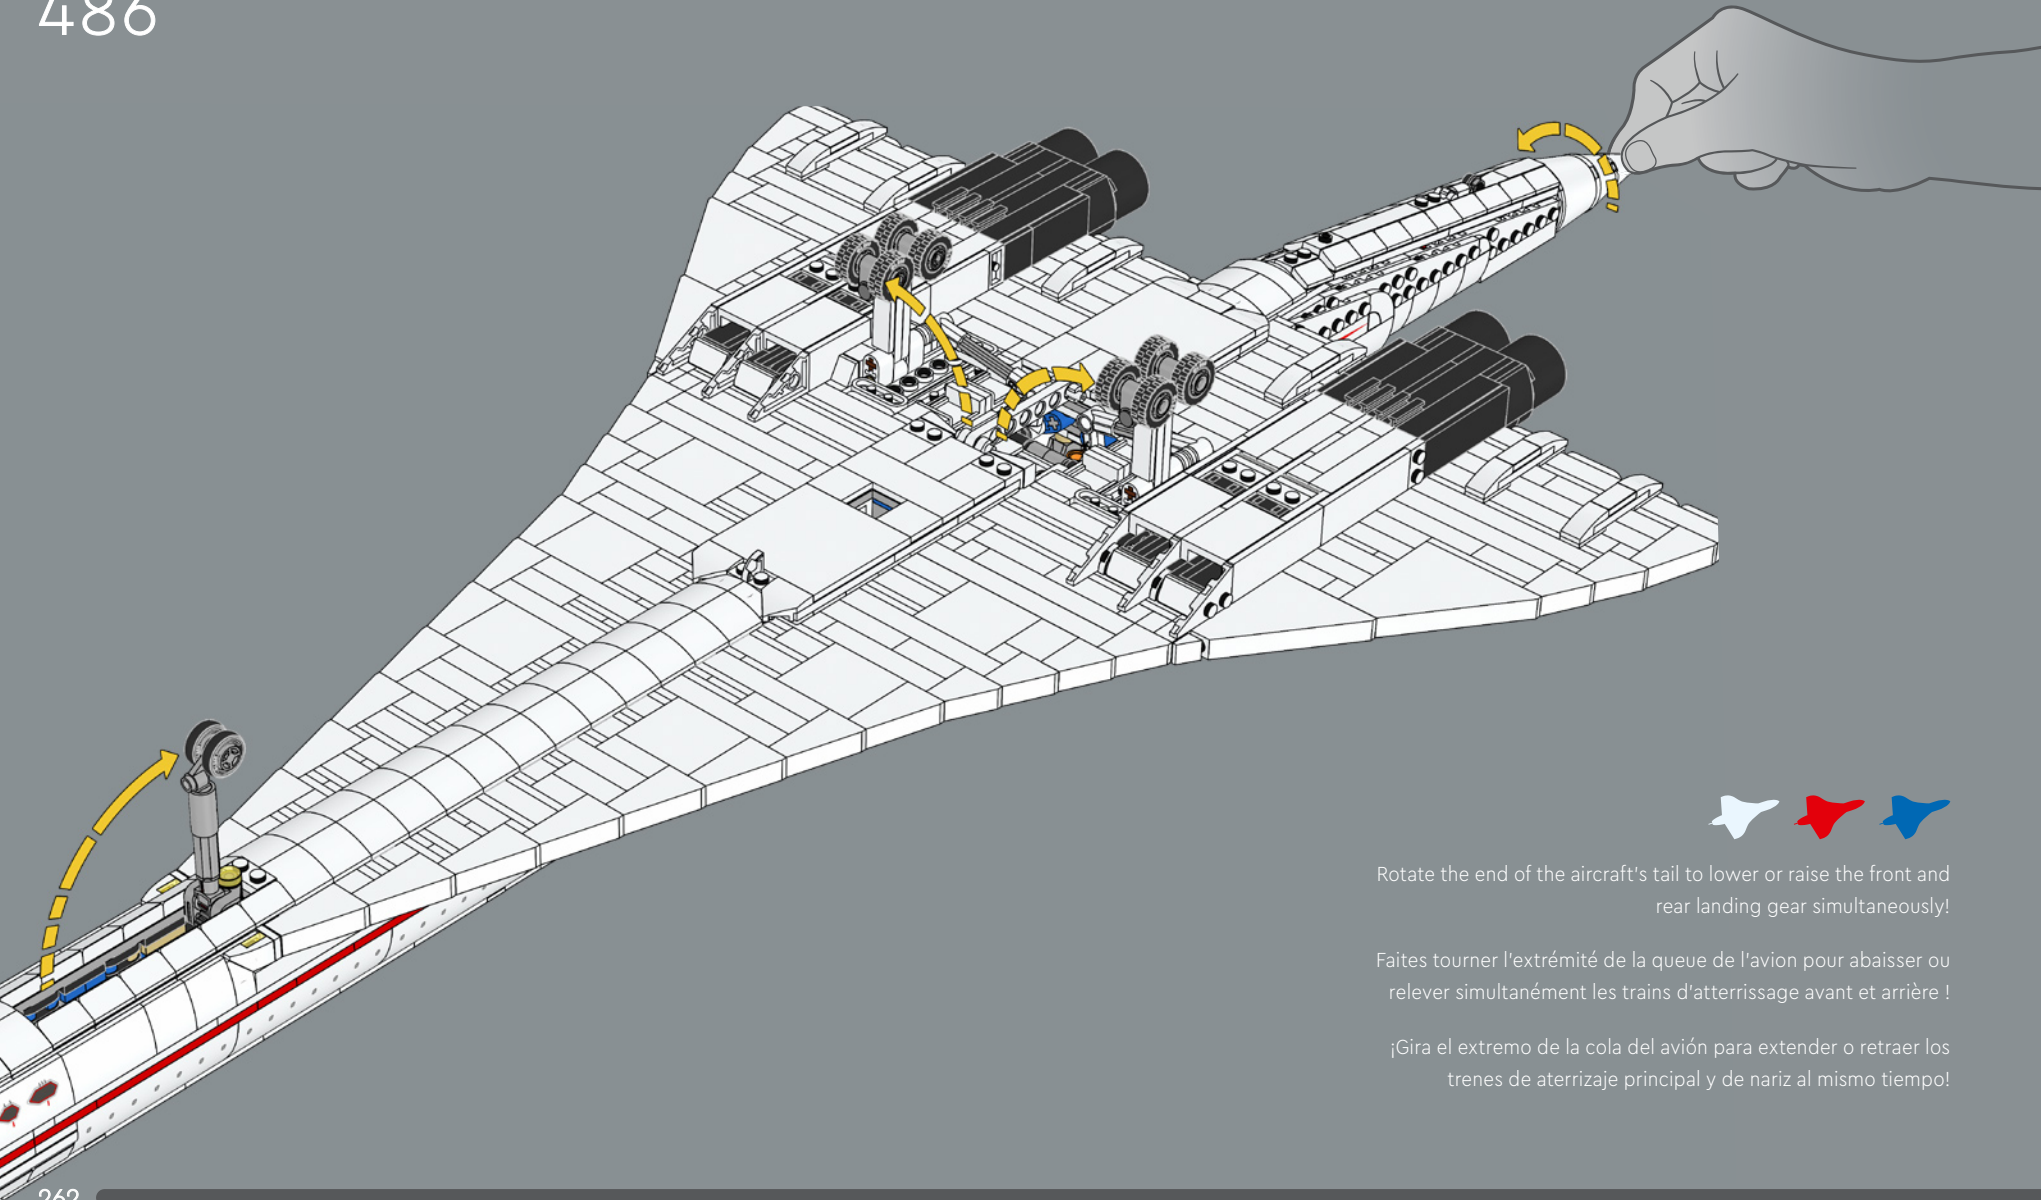 486
Rotate the end of the aircraft's tail to lower or raise the front and
rear landing gear simultaneously!
Faites tourner l'extrémité de la queue de l'avion pour abaisser ou
relever simultanément les trains d'atterrissage avant et arrière !
¡Gira el extremo de la cola del avión para extender o retraer los
trenes de aterrizaje principal y de nariz al mismo tiempo!
262